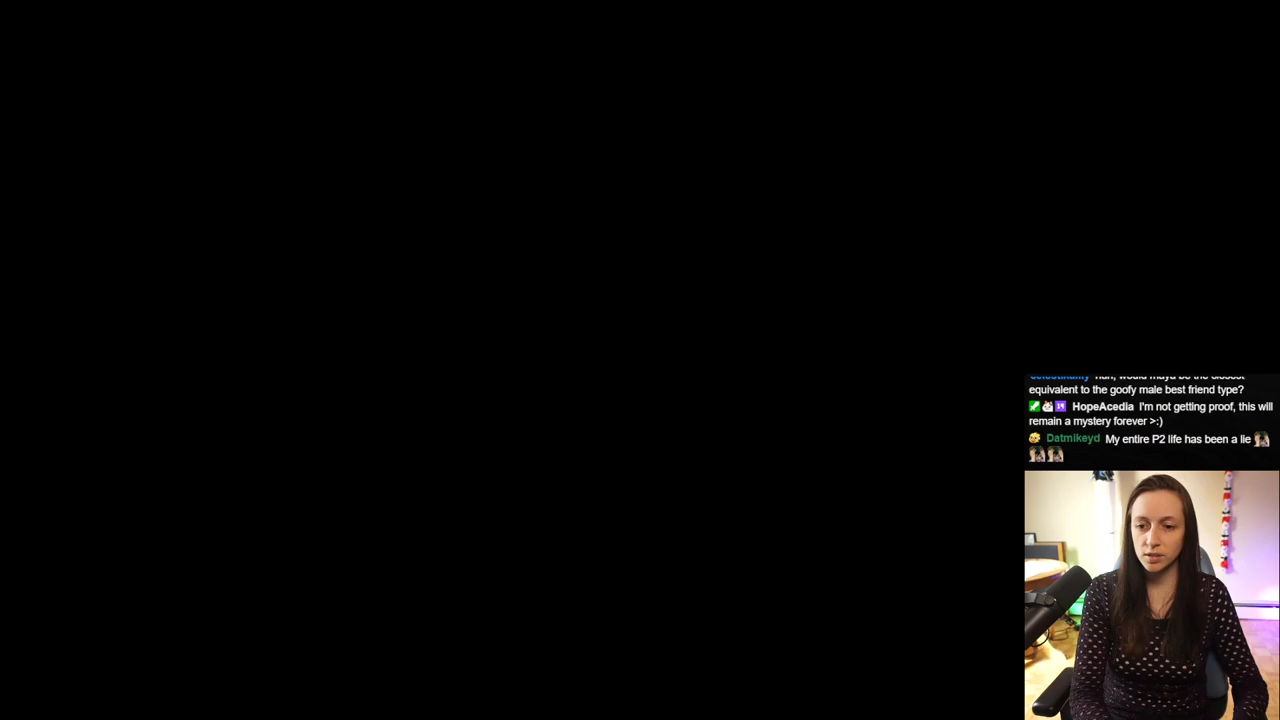 equivalent to the goofy male best friend type?
HopeAcedia I'm not getting proof, this will
remain a mystery forever >:)
Datmikeyd My entire P2 life has been a lie